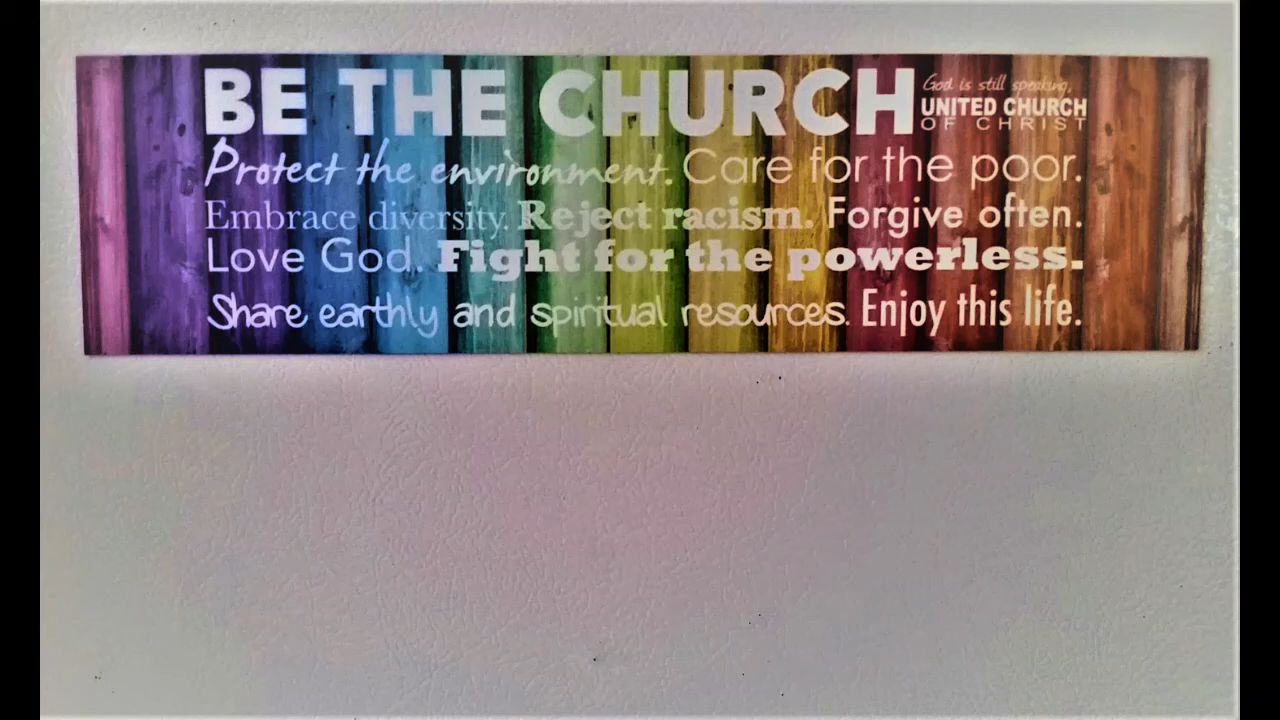 BE THE CHURCH
God is still speaking,
UNITED CHURCH
OF CHRIST
Protect the environment. Care for the poor.
Embrace diversity. Reject racism. Forgive often.
Love God. Fight for the powerless.
Share earthly and spiritual resources. Enjoy this life.